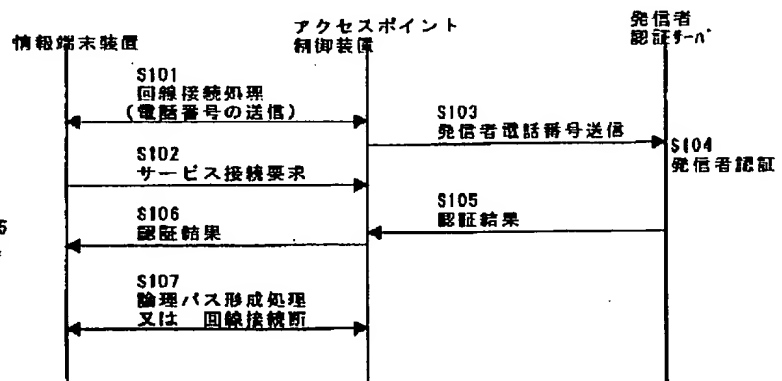 情報端末装置
アクセスポイント
制御装置
発信者
認証サーバ
S101
回線接続処理
(電話番号の送信)
S103
発信者電話番号送信
S104
発信者認証
S102
サービス接続要求
S105
認証結果
S106
認証結果
S107
論理パス形成処理
又は 回線接続断